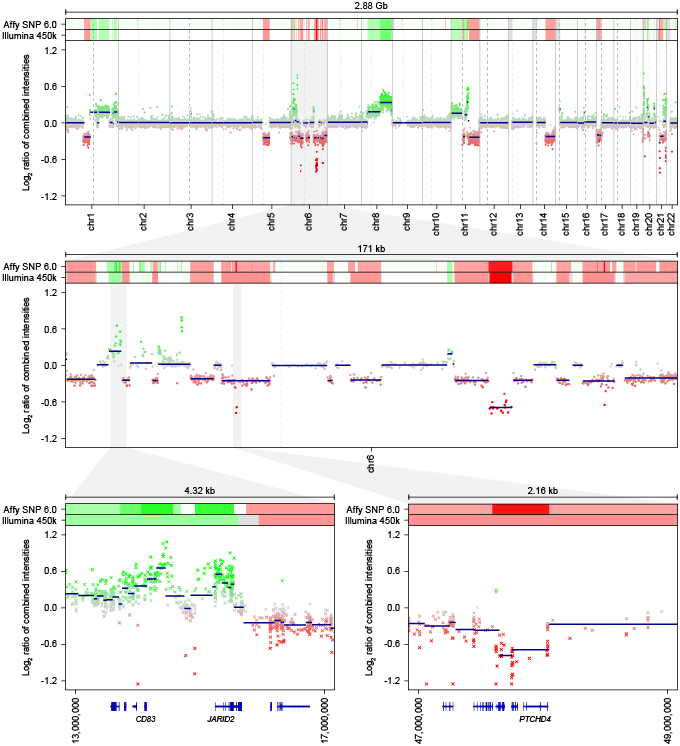 2.88 Gb
Affy SNP 6.0
Illumina 450k
Log2 ratio of combined intensities
1.2
0.6
0.0
-0.6
-1.2
chr1
chr2
chr3
chr4
chr5
chr6
chr7
chr8
chr9
chr10
chr11
chr12
chr13
chr14
chr15
chr16
chr17
chr18
chr19
chr20
chr21
chr22
171 kb
Affy SNP 6.0
Illumina 450k
Log2 ratio of combined intensities
1.2
0.6
0.0
-0.6
-1.2
chr6
4.32 kb
Affy SNP 6.0
Illumina 450k
Log2 ratio of combined intensities
1.2
0.6
0.0
-0.6
-1.2
CD83
JARID2
13,000,000
17,000,000
2.16 kb
Affy SNP 6.0
Illumina 450k
Log2 ratio of combined intensities
1.2
0.6
0.0
-0.6
-1.2
PTCHD4
47,000,000
49,000,000